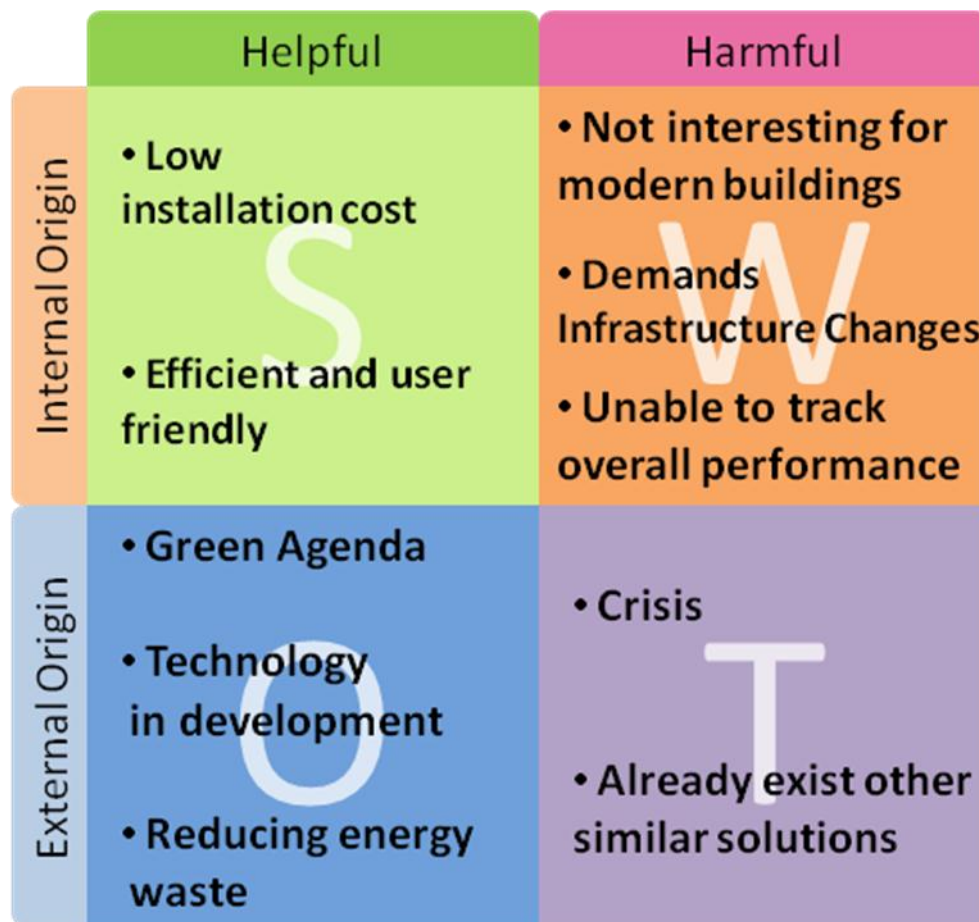 Helpful
Harmful
Internal Origin
S
• Low
installation cost
• Efficient and user
friendly
W
• Not interesting for
modern buildings
• Demands
Infrastructure Changes
• Unable to track
overall performance
External Origin
O
• Green Agenda
• Technology
in development
• Reducing energy
waste
T
• Crisis
• Already exist other
similar solutions